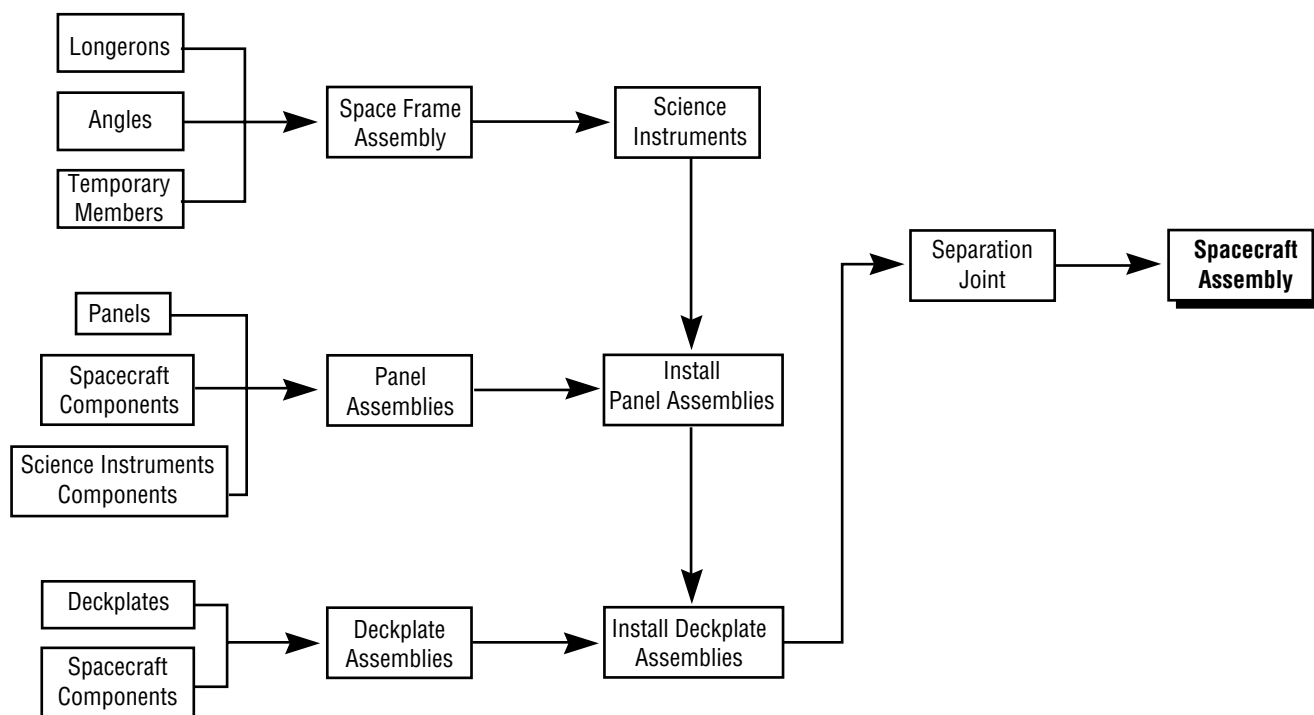 Longerons
Angles
Temporary
Members
Space Frame
Assembly
Science
Instruments
Panels
Spacecraft
Components
Science Instruments
Components
Panel
Assemblies
Install
Panel Assemblies
Deckplates
Spacecraft
Components
Deckplate
Assemblies
Install Deckplate
Assemblies
Separation
Joint
Spacecraft
Assembly